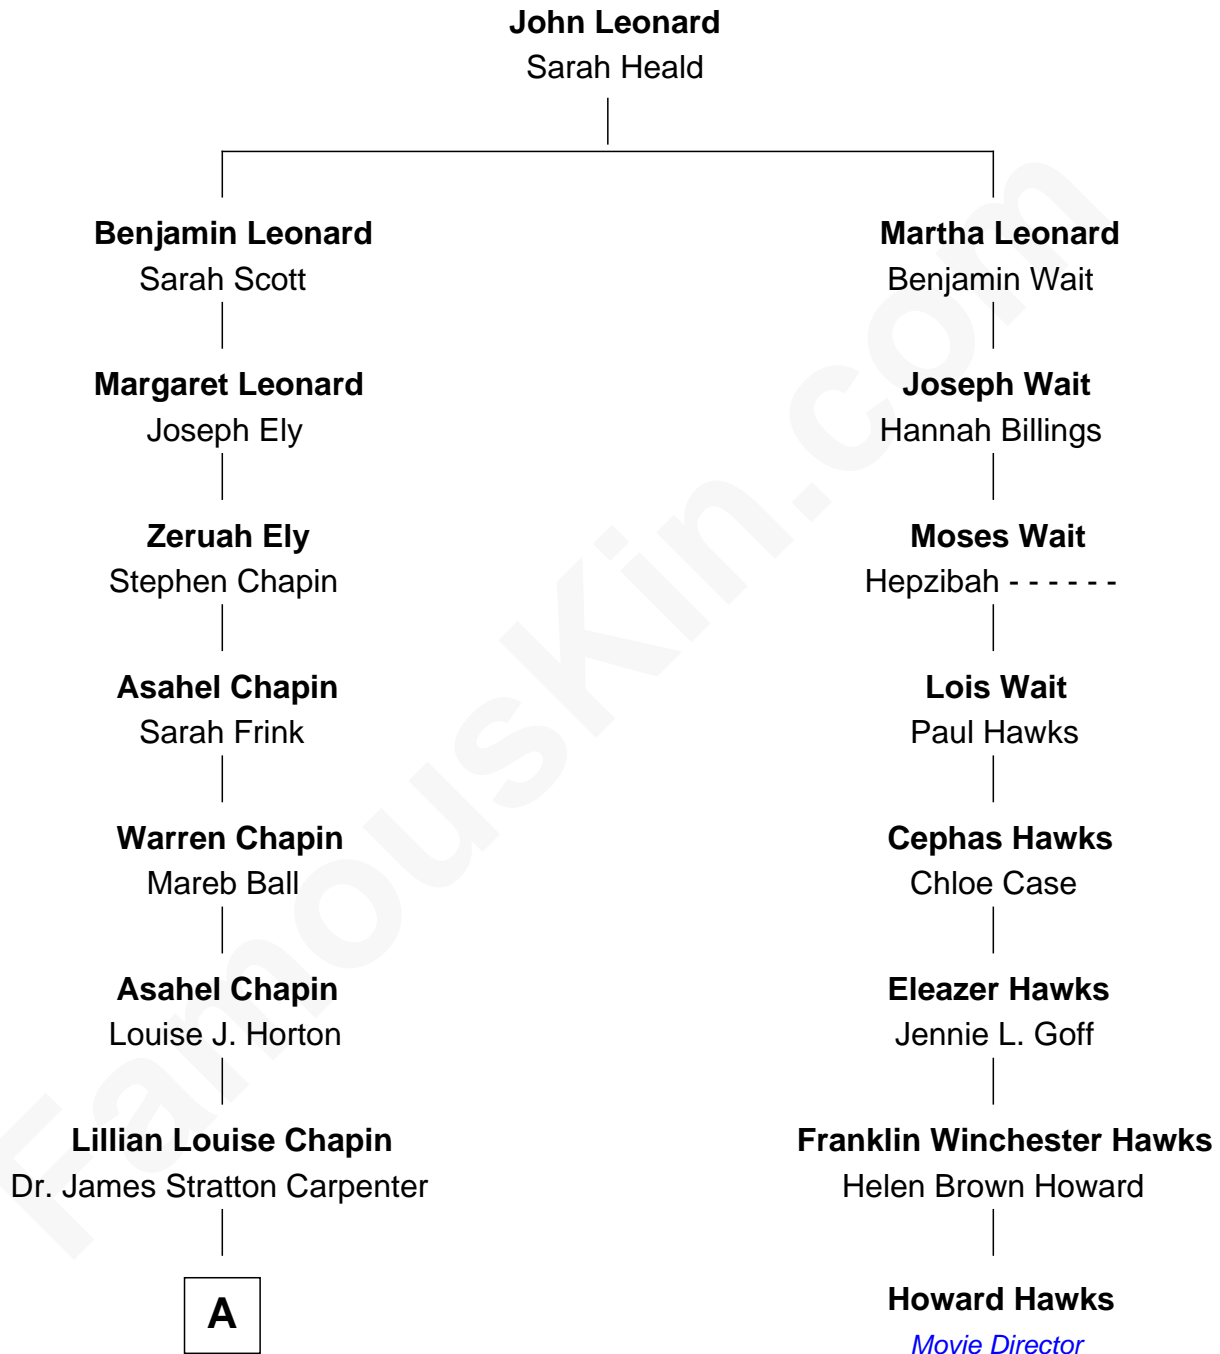 John Leonard
Sarah Heald
Benjamin Leonard
Sarah Scott
Martha Leonard
Benjamin Wait
Margaret Leonard
Joseph Ely
Joseph Wait
Hannah Billings
Zeruah Ely
Stephen Chapin
Moses Wait
Hepzibah - - - - - -
Asahel Chapin
Sarah Frink
Lois Wait
Paul Hawks
Warren Chapin
Mareb Ball
Cephas Hawks
Chloe Case
Asahel Chapin
Louise J. Horton
Eleazer Hawks
Jennie L. Goff
Lillian Louise Chapin
Dr. James Stratton Carpenter
Franklin Winchester Hawks
Helen Brown Howard
A
Howard Hawks
Movie Director
FamousKin.com